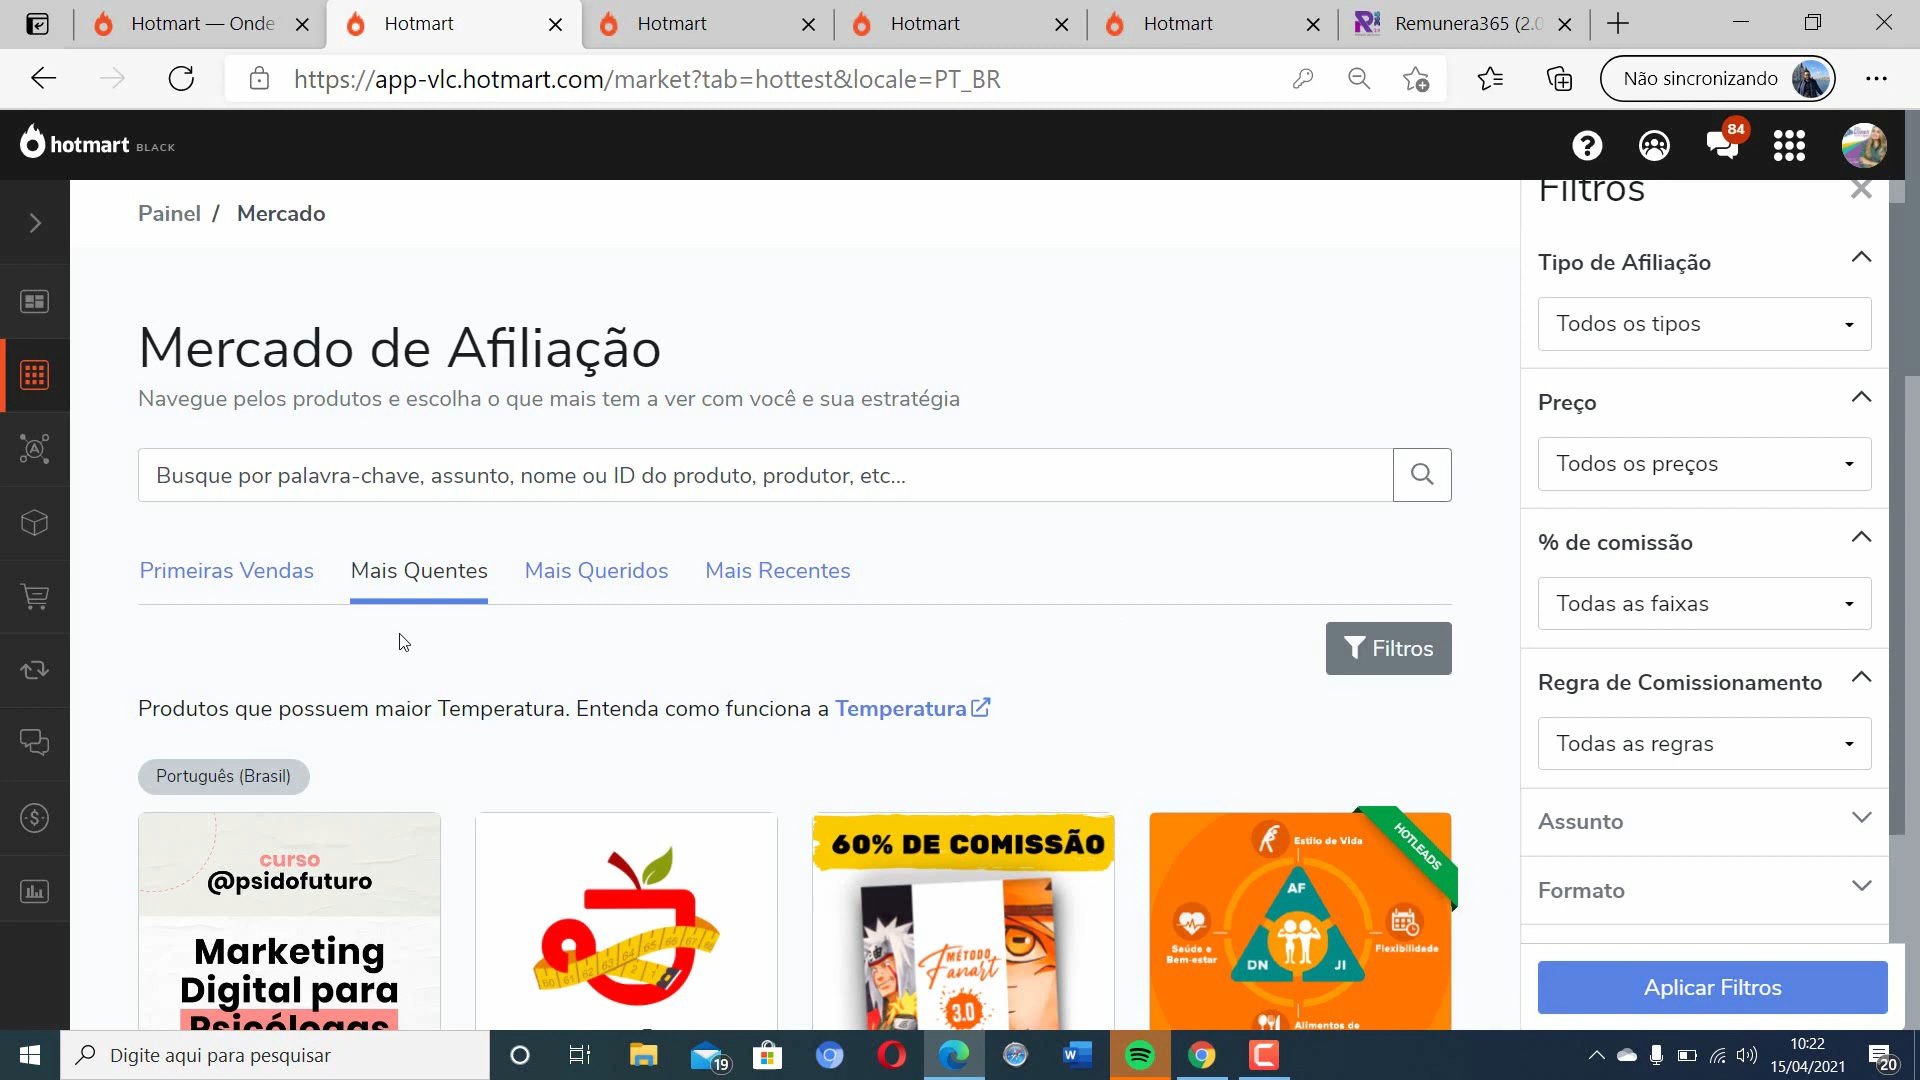 Hotmart — Onde
Hotmart
Hotmart
Hotmart
Hotmart
Remunera365 (2.0
https://app-vlc.hotmart.com/market?tab=hottest&locale=PT_BR
Não sincronizando
hotmart BLACK
84
Painel / Mercado
Filtros
Tipo de Afiliação
Todos os tipos
Mercado de Afiliação
Navegue pelos produtos e escolha o que mais tem a ver com você e sua estratégia
Preço
Todos os preços
Busque por palavra-chave, assunto, nome ou ID do produto, produtor, etc...
% de comissão
Todas as faixas
Primeiras Vendas
Mais Quentes
Mais Queridos
Mais Recentes
Filtros
Regra de Comissionamento
Todas as regras
Produtos que possuem maior Temperatura. Entenda como funciona a Temperatura
Português (Brasil)
Assunto
Formato
Aplicar Filtros
curso
@psidofuturo
Marketing
Digital para
Psicólogas
60% DE COMISSÃO
MÉTODO
Fanart
3.0
HOTLEADS
Estilo de Vida
AF
Saúde e
Bem-estar
Flexibilidade
DN
JI
Alimentos de
Digite aqui para pesquisar
19
10:22
15/04/2021
20